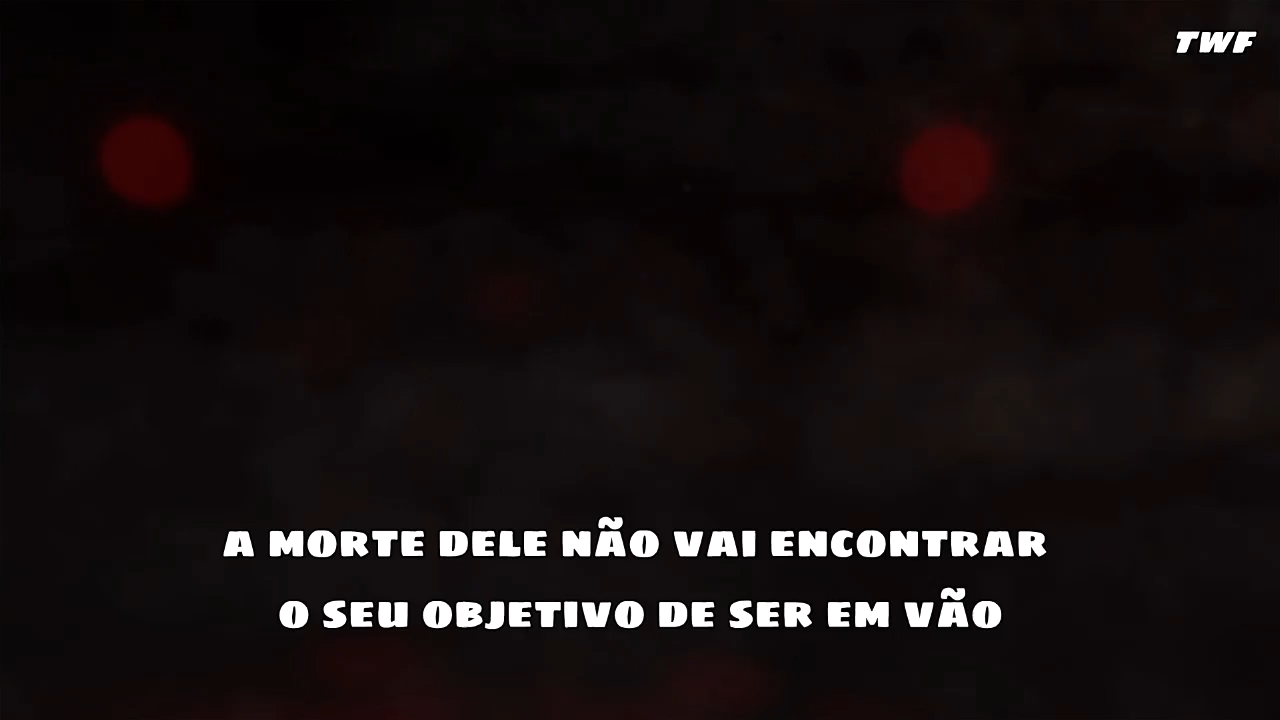 TWF
A MORTE DELE NÃO VAI ENCONTRAR
O SEU OBJETIVO DE SER EM VÃO